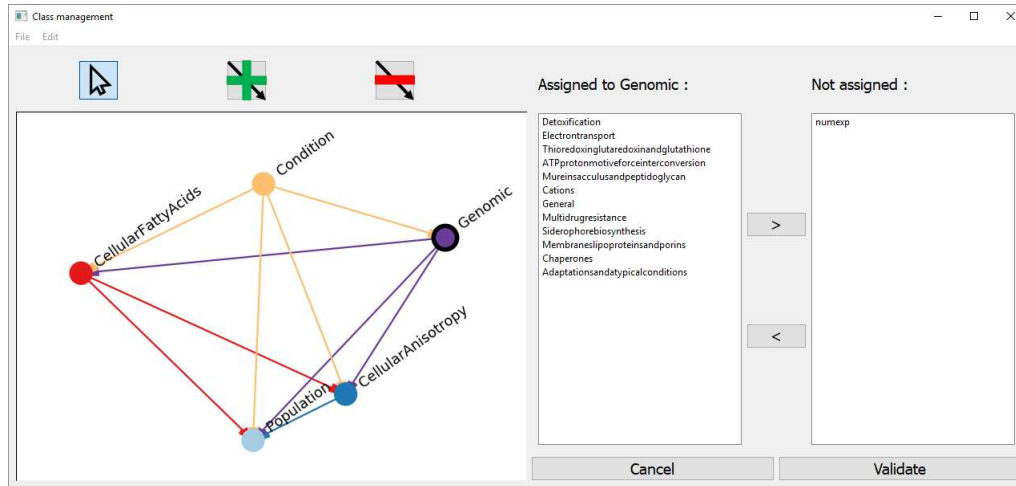 Class management
File Edit
Assigned to Genomic :
Not assigned :
Condition
CellularFattyAcids
Genomic
CellularAnisotropy
Population
Detoxification
Electrontransport
Thioredoxinglutaredoxinandglutathione
ATPprotonmotiveforceinterconversion
Mureinsacculusandpeptidoglycan
Cations
General
Multidrugresistance
Siderophorebiosynthesis
Membraneslipoproteinsandporins
Chaperones
Adaptationsandatypicalconditions
>
<
numexp
Cancel
Validate